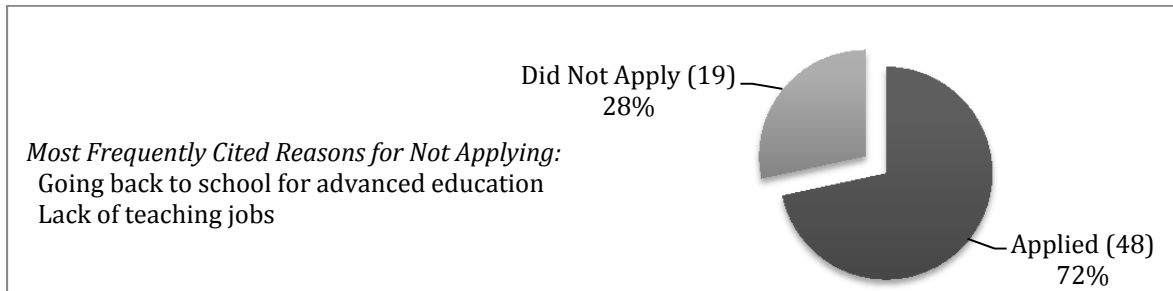 Did Not Apply (19)
28%
Most Frequently Cited Reasons for Not Applying:
Going back to school for advanced education
Lack of teaching jobs
Applied (48)
72%